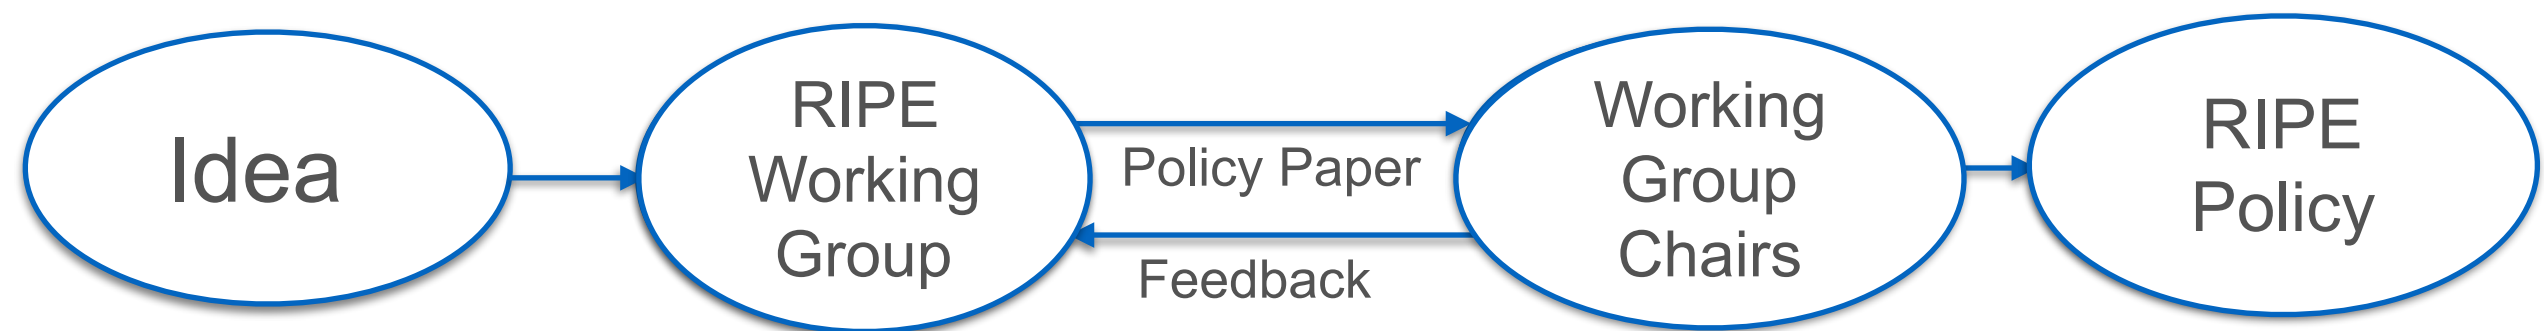 Idea
RIPE
Working
Group
Policy Paper
Feedback
Working
Group
Chairs
RIPE
Policy